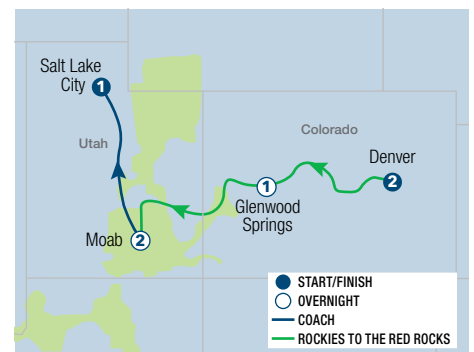 Salt Lake
City
1
Utah
Colorado
Denver
2
1
Glenwood
Springs
Moab
2
START/FINISH
OVERNIGHT
COACH
ROCKIES TO THE RED ROCKS